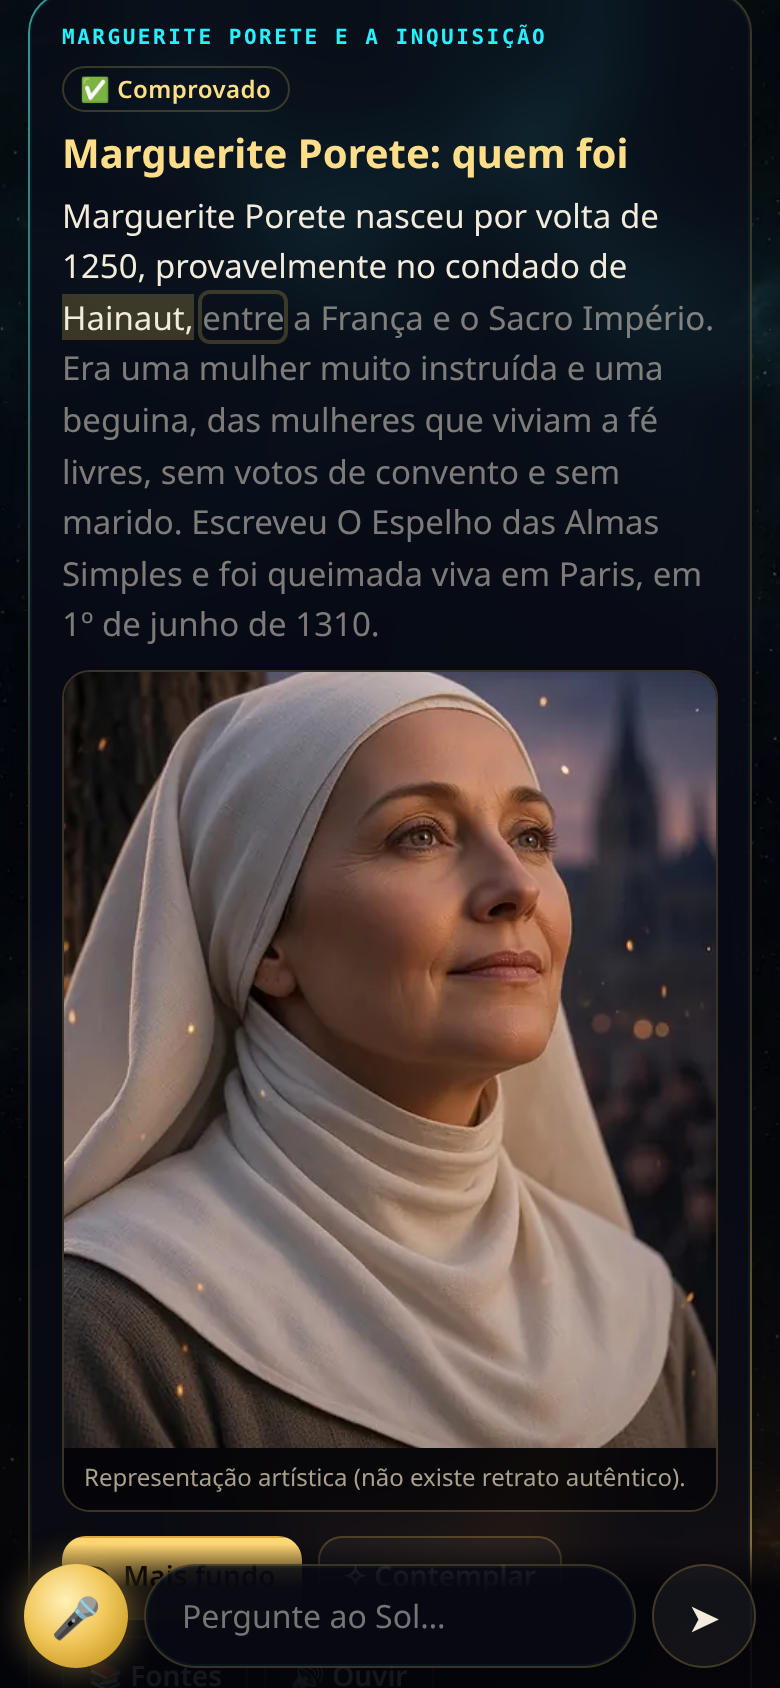 MARGUERITE PORETE E A INQUISIÇÃO
✅ Comprovado
Marguerite Porete: quem foi
Marguerite Porete nasceu por volta de
1250, provavelmente no condado de
Hainaut, entre a França e o Sacro Império.
Era uma mulher muito instruída e uma
beguina, das mulheres que viviam a fé
livres, sem votos de convento e sem
marido. Escreveu O Espelho das Almas
Simples e foi queimada viva em Paris, em
1º de junho de 1310.
Representação artística (não existe retrato autêntico).
Mais fundo ✧ Contemplar
Pergunte ao Sol...
Fontes Ouvir